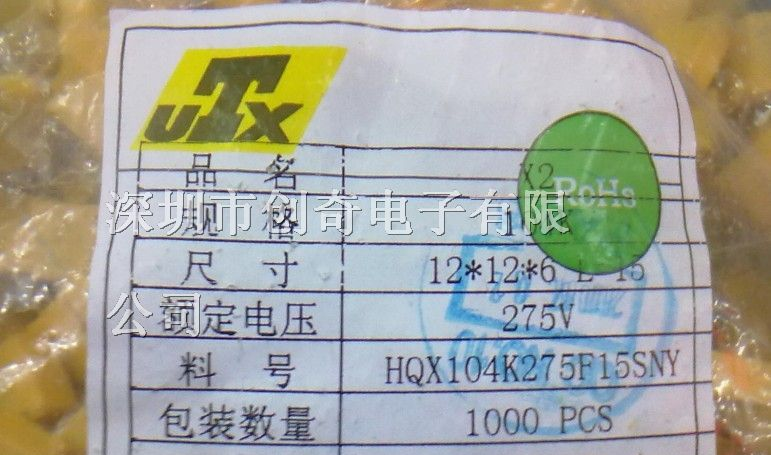 UTX
品 名 X2
RoHs
规 格
深圳市创奇电子有限
尺 寸 12*12*6 L 15
公司
额定电压 275V
料 号 HQX104K275F15SNY
包装数量 1000 PCS